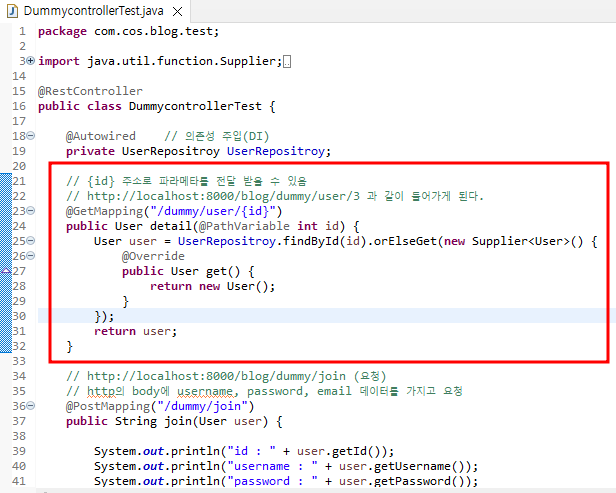 DummycontrollerTest.java
1 package com.cos.blog.test;
2
3 import java.util.function.Supplier;
14
15 @RestController
16 public class DummycontrollerTest {
17
18 @Autowired // 의존성 주입(DI)
19 private UserRepositroy UserRepositroy;
20
21 // {id} 주소로 파라메타를 전달 받을 수 있음
22 // http://localhost:8000/blog/dummy/user/3 과 같이 들어가게 된다.
23 @GetMapping("/dummy/user/{id}")
24 public User detail(@PathVariable int id) {
25 User user = UserRepositroy.findById(id).orElseGet(new Supplier<User>() {
26 @Override
27 public User get() {
28 return new User();
29 }
30 });
31 return user;
32 }
33
34 // http://localhost:8000/blog/dummy/join (요청)
35 // http의 body에 username, password, email 데이터를 가지고 요청
36 @PostMapping("/dummy/join")
37 public String join(User user) {
38
39 System.out.println("id : " + user.getId());
40 System.out.println("username : " + user.getUsername());
41 System.out.println("password : " + user.getPassword());